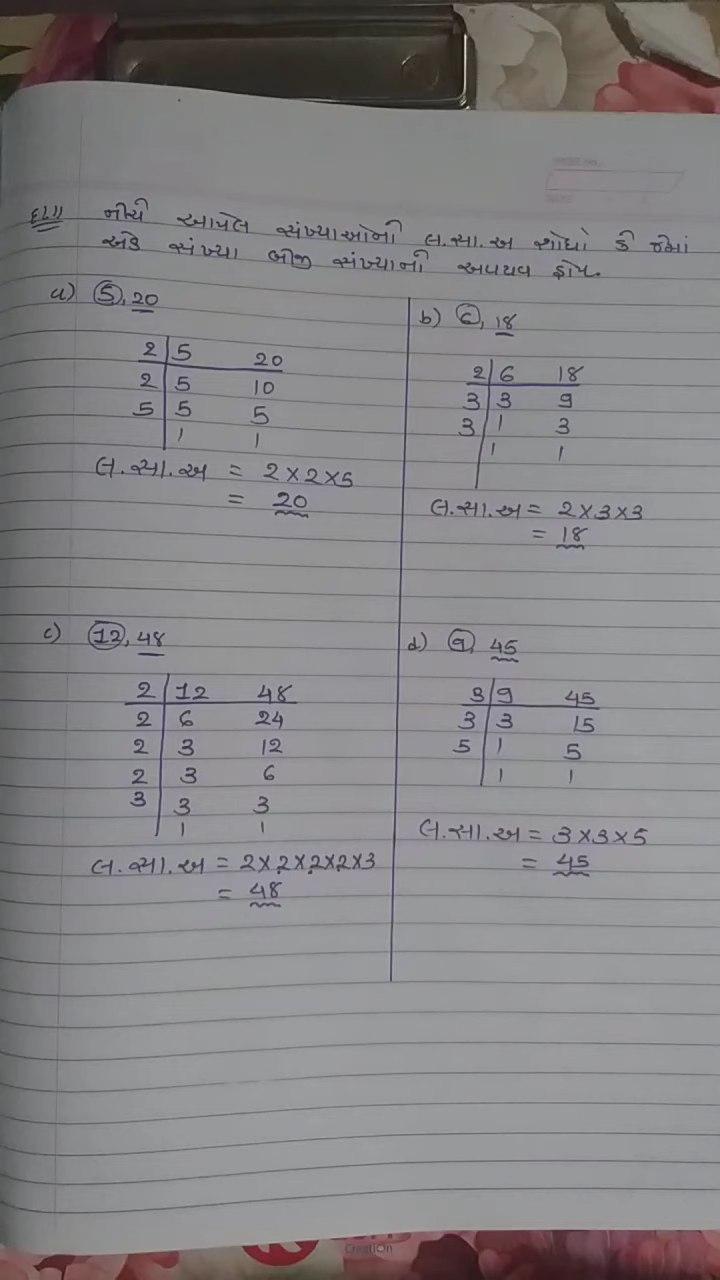 દા.11 નીચે આપેલ સંખ્યાઓની લ.સા.અ શોધો કે જેમાં
એક સંખ્યા બીજી સંખ્યાની અવયવ હોય.
a) 5, 20
2 5 20
2 5 10
5 5 5
1 1
લ.સા.અ = 2×2×5
= 20
b) 6, 18
2 6 18
3 3 9
3 1 3
1 1
લ.સા.અ = 2×3×3
= 18
c) 12, 48
2 12 48
2 6 24
2 3 12
2 3 6
3 3 3
1 1
લ.સા.અ = 2×2×2×2×3
= 48
d) 9, 45
3 9 45
3 3 15
5 1 5
1 1
લ.સા.અ = 3×3×5
= 45
CreatiOn